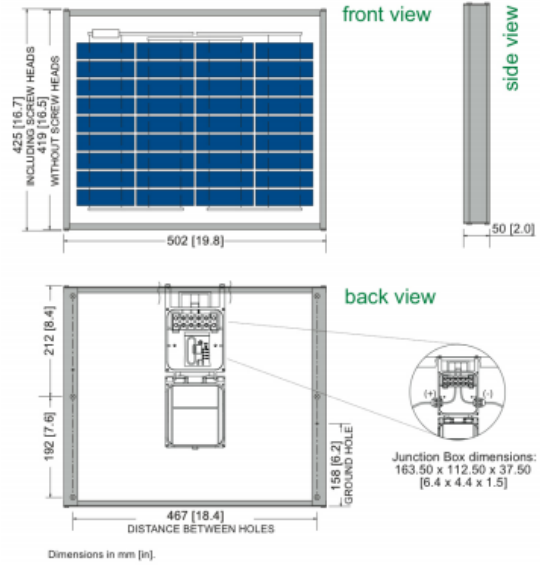 front view
side view
425 [16.7]
INCLUDING SCREW HEADS
419 [16.5]
WITHOUT SCREW HEADS
502 [19.8]
50 [2.0]
back view
212 [8.4]
192 [7.6]
(+)
(-)
158 [6.2]
GROUND HOLE
Junction Box dimensions:
163.50 x 112.50 x 37.50
[6.4 x 4.4 x 1.5]
467 [18.4]
DISTANCE BETWEEN HOLES
Dimensions in mm [in].